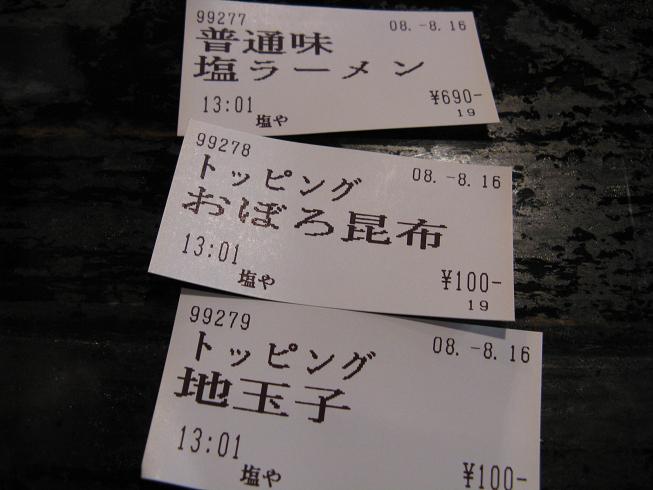 99277 08.-8.16
普通味
塩ラーメン
¥690-
13:01
塩や 19
99278 08.-8.16
トッピング
おぼろ昆布
13:01 ¥100-
塩や 19
99279 08.-8.16
トッピング
地玉子
13:01
塩や ¥100-